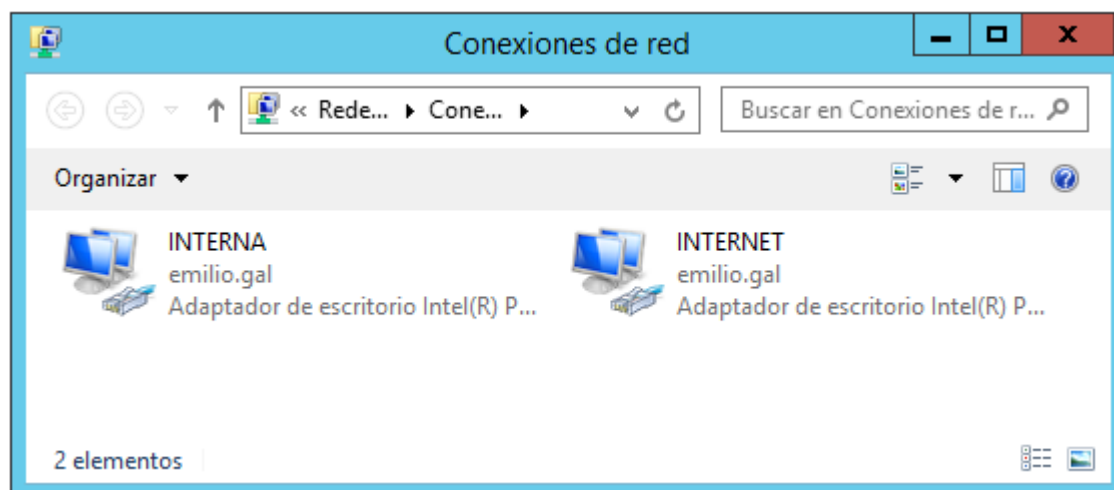 Conexiones de red
« Rede... Cone...
Buscar en Conexiones de r...
Organizar
INTERNA
emilio.gal
Adaptador de escritorio Intel(R) P...
INTERNET
emilio.gal
Adaptador de escritorio Intel(R) P...
2 elementos